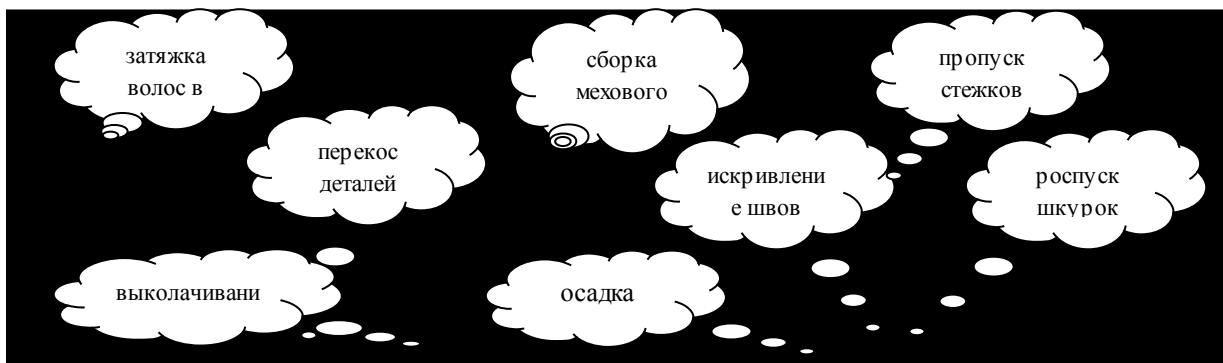 затяжка
волос в
сборка
мехового
пропуск
стежков
перекос
деталей
искривлени
е швов
роспуск
шкурок
выколачивани
осадка